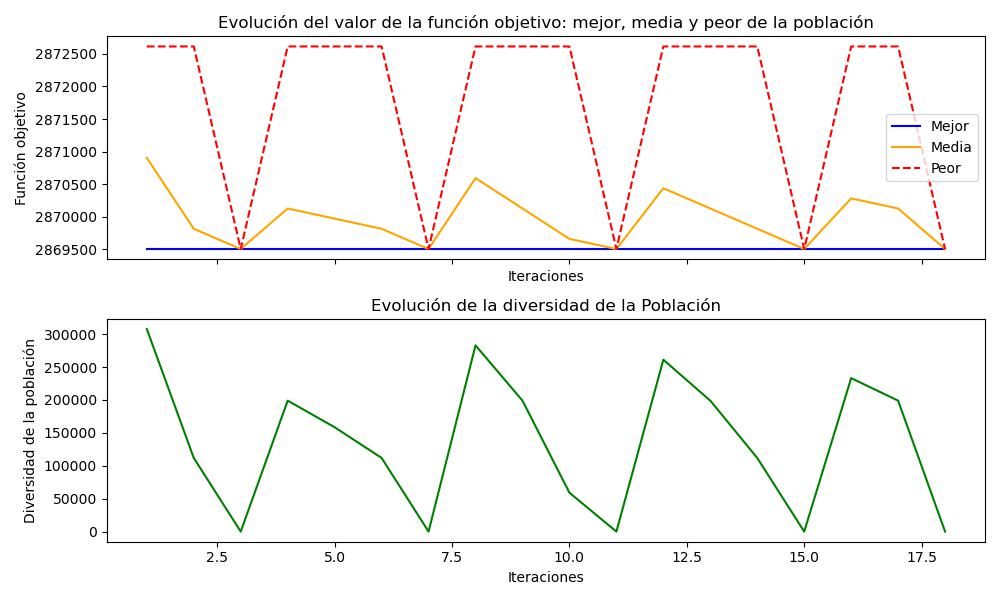 Evolución del valor de la función objetivo: mejor, media y peor de la población
Función objetivo
2872500
2872000
2871500
2871000
2870500
2870000
2869500
Mejor
Media
Peor
Iteraciones
Evolución de la diversidad de la Población
Diversidad de la población
300000
250000
200000
150000
100000
50000
0
2.5 5.0 7.5 10.0 12.5 15.0 17.5
Iteraciones